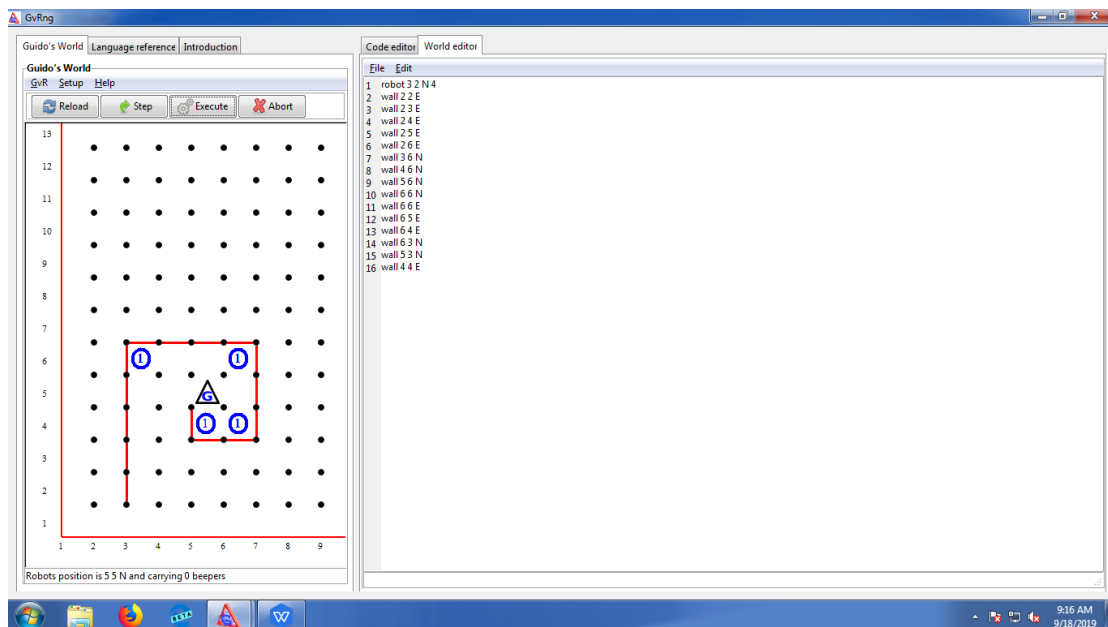 GvRng
Guido's World Language reference Introduction
Guido's World
GvR Setup Help
Reload Step Execute Abort
13
12
11
10
9
8
7
6
5
4
3
2
1
1 2 3 4 5 6 7 8 9
1 1
G
1 1
Robots position is 5 5 N and carrying 0 beepers
Code editor World editor
File Edit
1 robot 3 2 N 4
2 wall 2 2 E
3 wall 2 3 E
4 wall 2 4 E
5 wall 2 5 E
6 wall 2 6 E
7 wall 3 6 N
8 wall 4 6 N
9 wall 5 6 N
10 wall 6 6 N
11 wall 6 6 E
12 wall 6 5 E
13 wall 6 4 E
14 wall 6 3 N
15 wall 5 3 N
16 wall 4 4 E
BETA
W
9:16 AM
9/18/2019